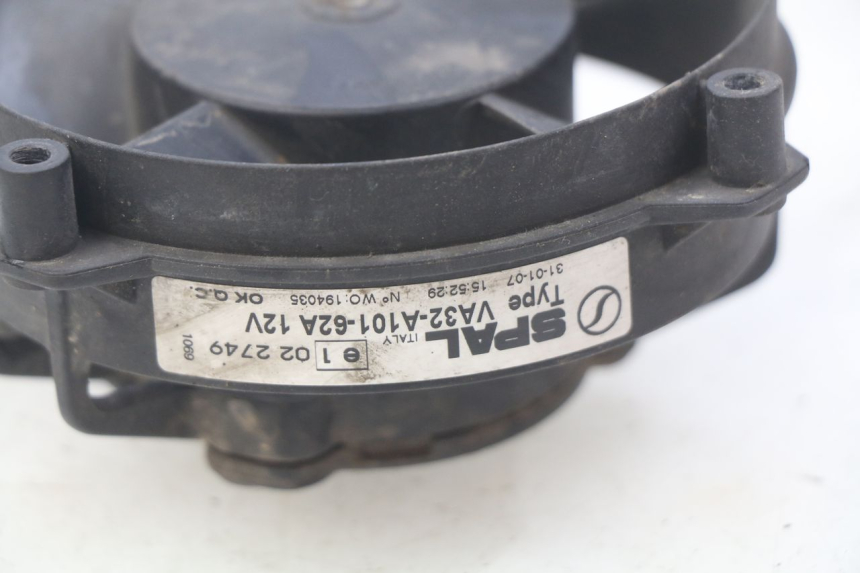 SPAL ITALY e 1 02 2749 1069
Type VA32-A101-62A 12V
31-01-07 15:52:29 N° WO:194035 OK Q.C.